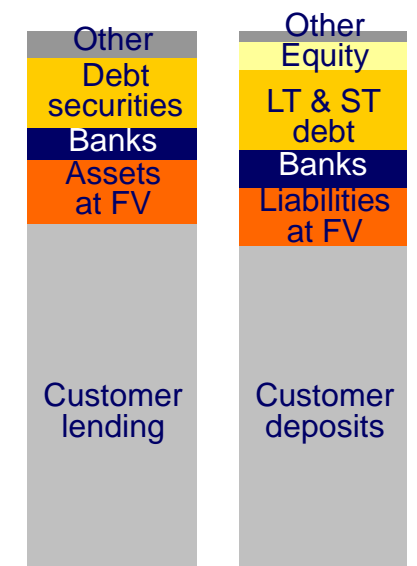 Other
Debt
securities
Banks
Assets
at FV
Customer
lending
Other
Equity
LT & ST
debt
Banks
Liabilities
at FV
Customer
deposits